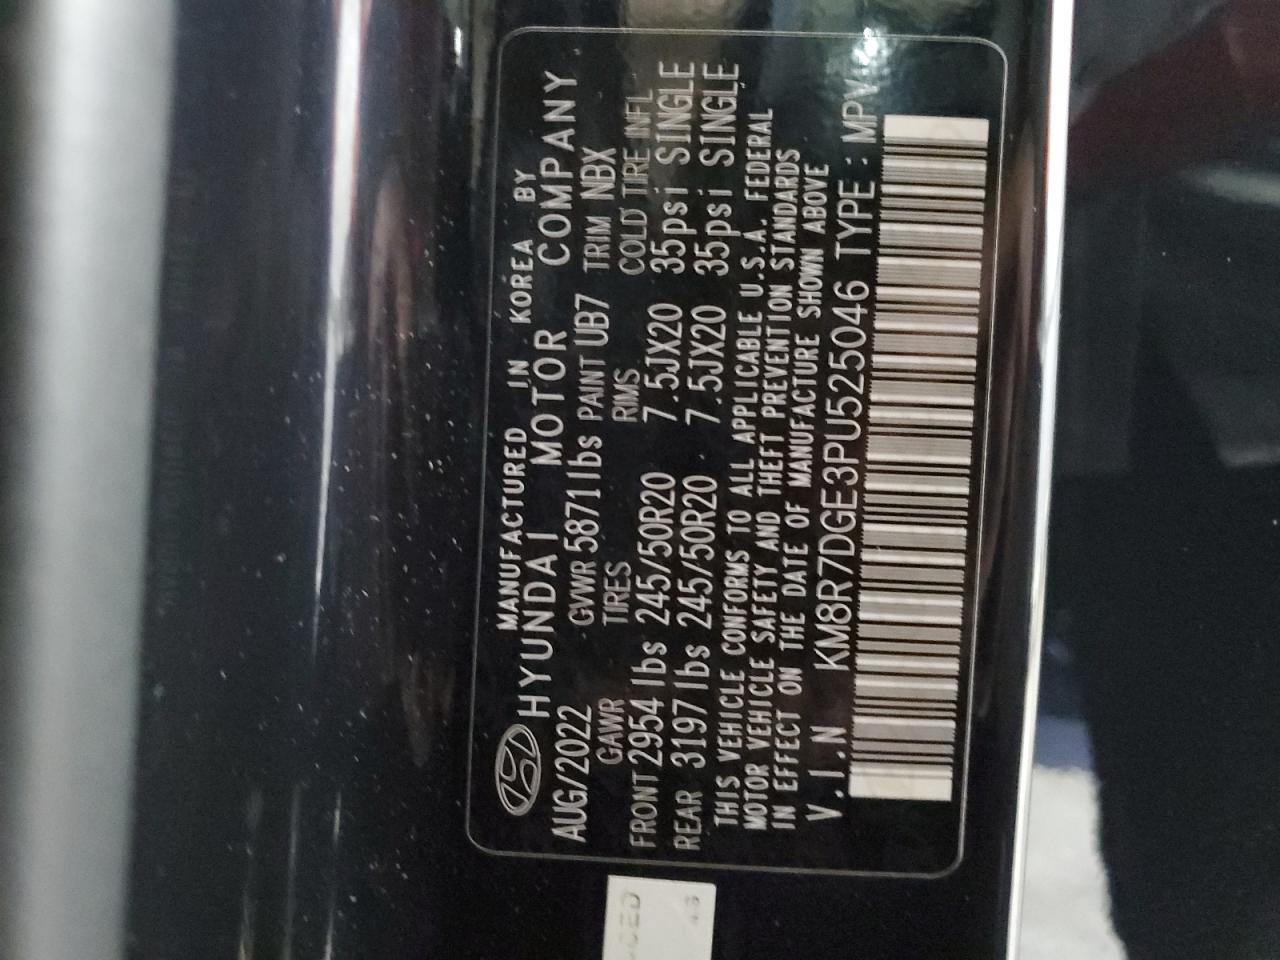 MANUFACTURED IN KOREA BY
HYUNDAI MOTOR COMPANY
AUG/2022 GVWR 5871lbs PAINT UB7 TRIM NBX
GAWR TIRES RIMS COLD TIRE INFL
FRONT 2954 lbs 245/50R20 7.5JX20 35psi SINGLE
REAR 3197 lbs 245/50R20 7.5JX20 35psi SINGLE
THIS VEHICLE CONFORMS TO ALL APPLICABLE U.S.A. FEDERAL
MOTOR VEHICLE SAFETY AND THEFT PREVENTION STANDARDS
IN EFFECT ON THE DATE OF MANUFACTURE SHOWN ABOVE
V.I.N KM8R7DGE3PU525046 TYPE : MPV